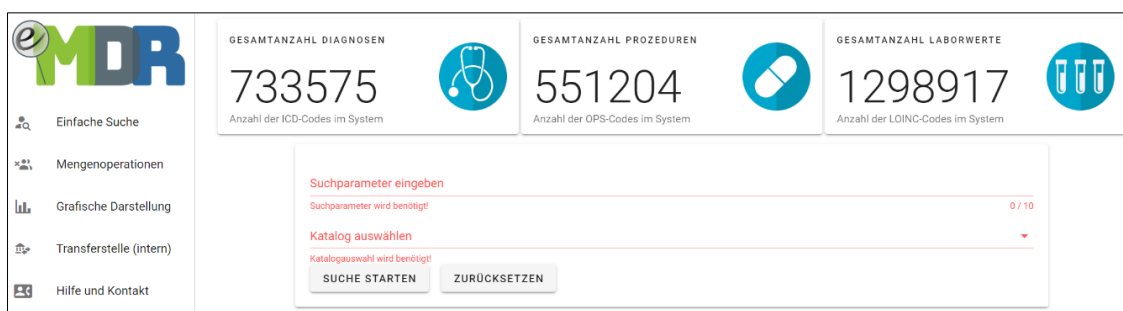 eMDR
Einfache Suche
Mengenoperationen
Grafische Darstellung
Transferstelle (intern)
Hilfe und Kontakt
GESAMTANZAHL DIAGNOSEN
733575
Anzahl der ICD-Codes im System
GESAMTANZAHL PROZEDUREN
551204
Anzahl der OPS-Codes im System
GESAMTANZAHL LABORWERTE
1298917
Anzahl der LOINC-Codes im System
Suchparameter eingeben
Suchparameter wird benötigt! 0 / 10
Katalog auswählen
Katalogauswahl wird benötigt!
SUCHE STARTEN ZURÜCKSETZEN